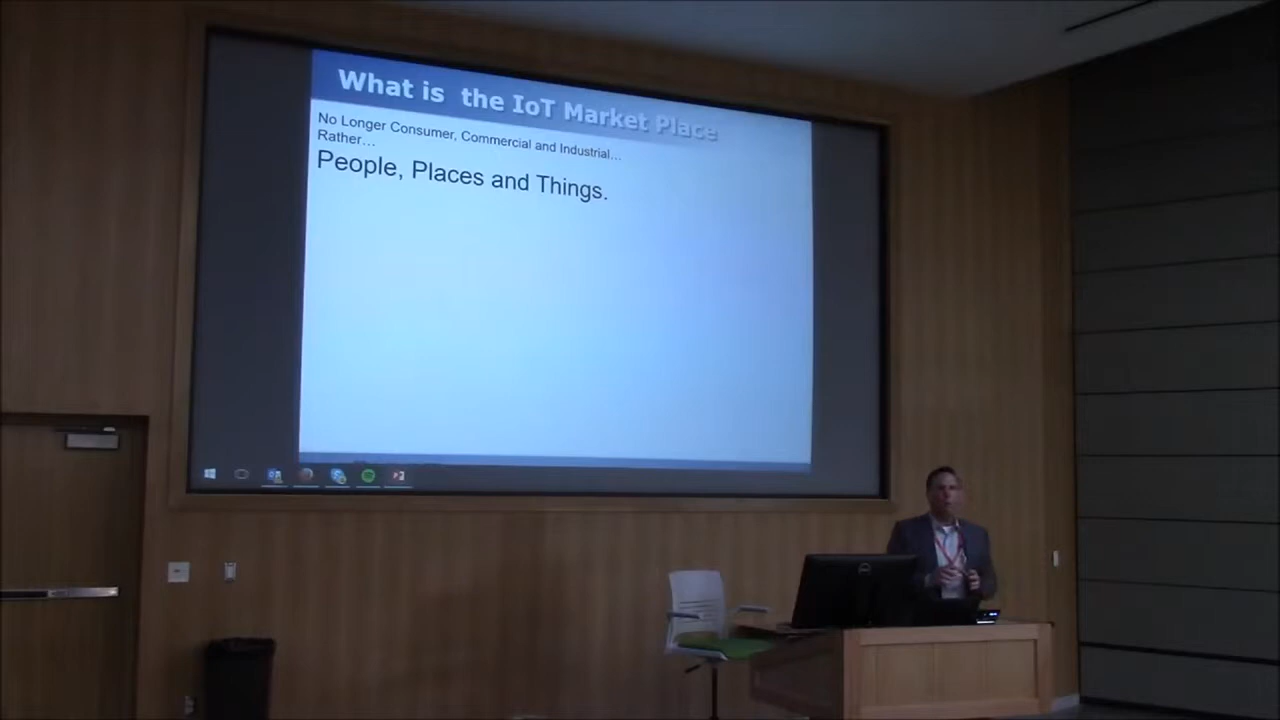 What is the IoT Market Place
No Longer Consumer, Commercial and Industrial...
Rather...
People, Places and Things.